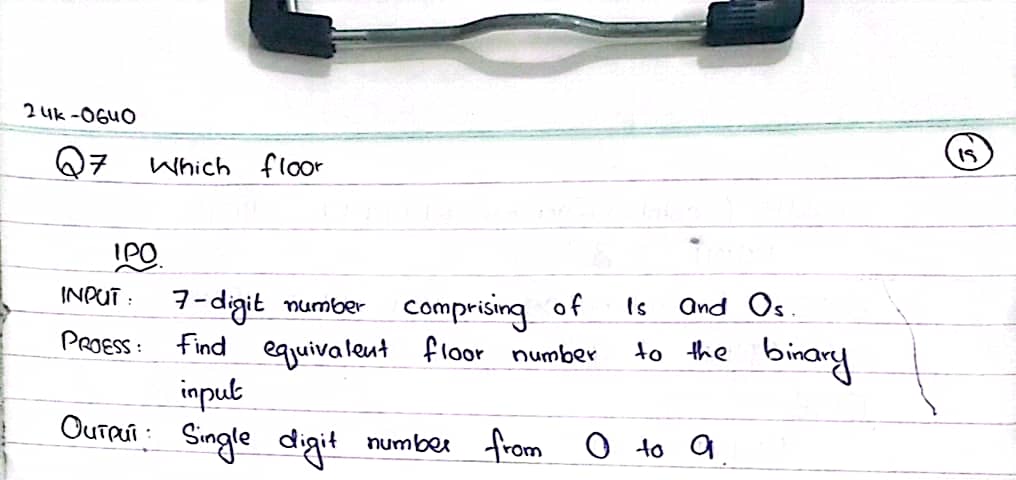 24k-0640
Q7 Which floor
19
IPO.
INPUT: 7-digit number comprising of 1s and 0s.
PROESS: Find equivalent floor number to the binary
input
OUTPUT: Single digit number from 0 to 9.